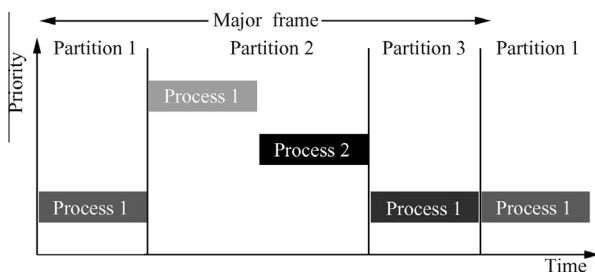 Major frame
Partition 1 Partition 2 Partition 3 Partition 1
Priority
Process 1
Process 2
Process 1 Process 1 Process 1
Time